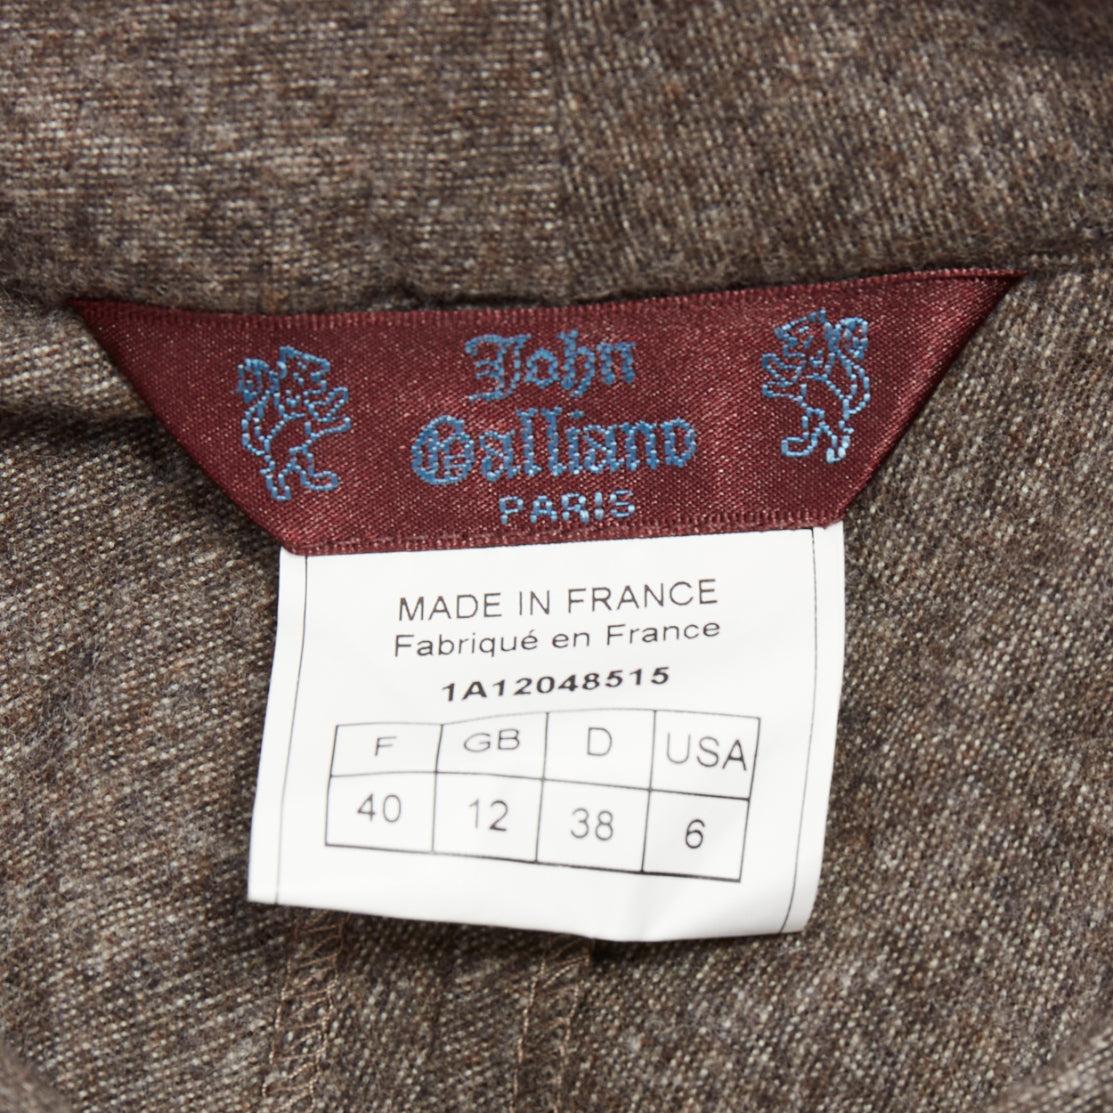 John
Galliano
PARIS
MADE IN FRANCE
Fabriqué en France
1A12048515
F GB D USA
40 12 38 6